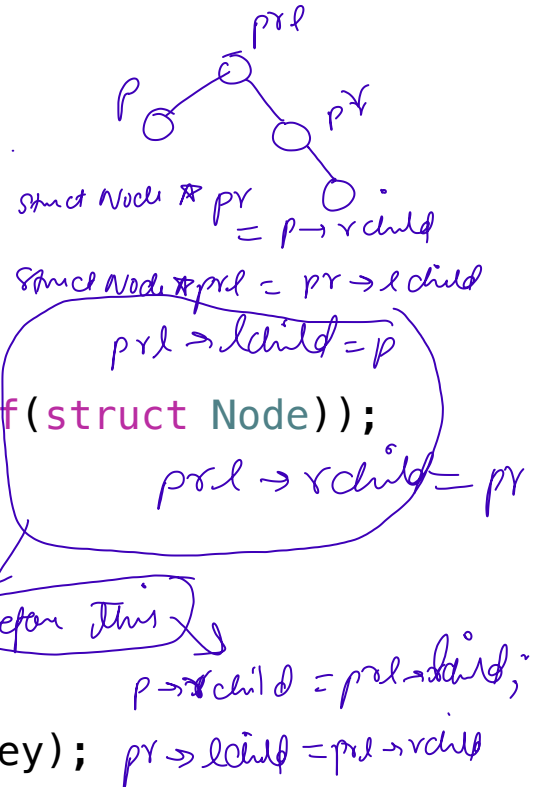 prl
p
pr
struct Node * pr
= p → rchild
struct Node *prl = pr → lchild
prl → lchild = p
f(struct Node));
prl → rchild = pr
efore this
p → rchild = prl → lchild;
ey); pr → lchild = prl → rchild